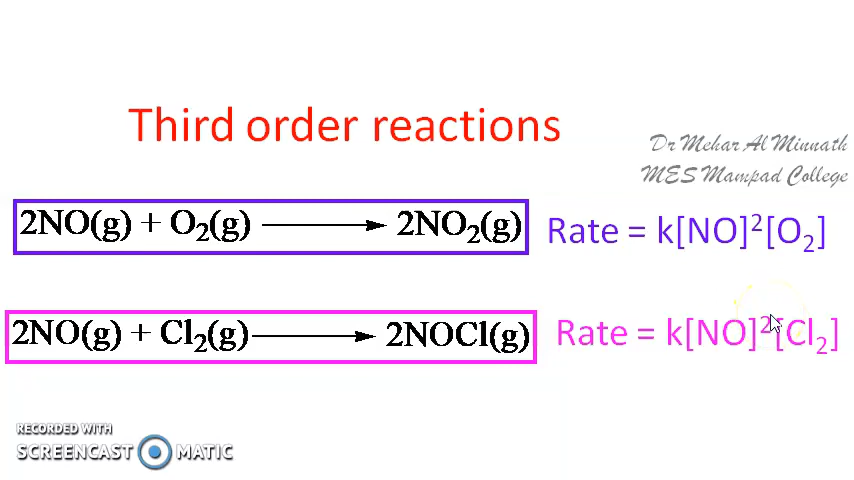 Third order reactions
Dr Mehar Al Minnath
MES Mampad College
2NO(g) + O₂(g) ⟶ 2NO₂(g) Rate = k[NO]²[O₂]
2NO(g) + Cl₂(g) ⟶ 2NOCl(g) Rate = k[NO]²[Cl₂]
RECORDED WITH
SCREENCAST MATIC